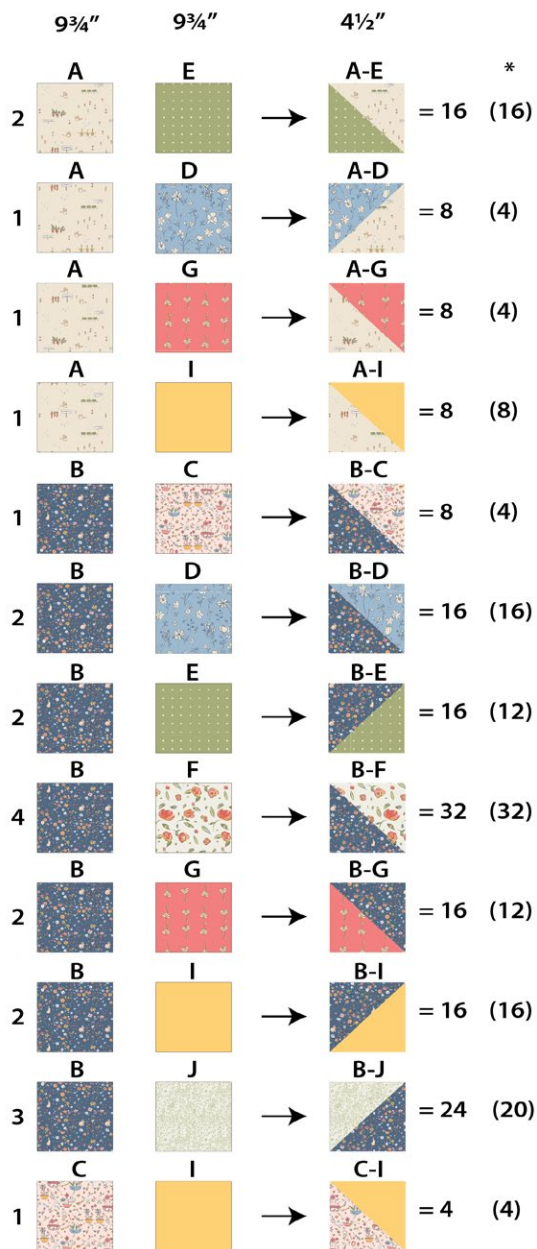 9¾” 9¾” 4½”
A E A-E *
2 = 16 (16)
A D A-D
1 = 8 (4)
A G A-G
1 = 8 (4)
A I A-I
1 = 8 (8)
B C B-C
1 = 8 (4)
B D B-D
2 = 16 (16)
B E B-E
2 = 16 (12)
B F B-F
4 = 32 (32)
B G B-G
2 = 16 (12)
B I B-I
2 = 16 (16)
B J B-J
3 = 24 (20)
C I C-I
1 = 4 (4)